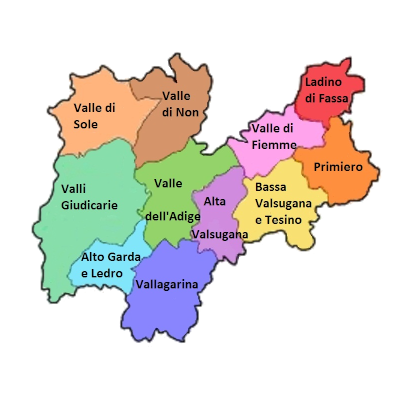 Ladino
di Fassa
Valle
di Non
Valle di
Sole
Valle di
Fiemme
Primiero
Valli
Giudicarie
Valle
dell'Adige
Alta
Valsugana
Bassa
Valsugana
e Tesino
Alto Garda
e Ledro
Vallagarina